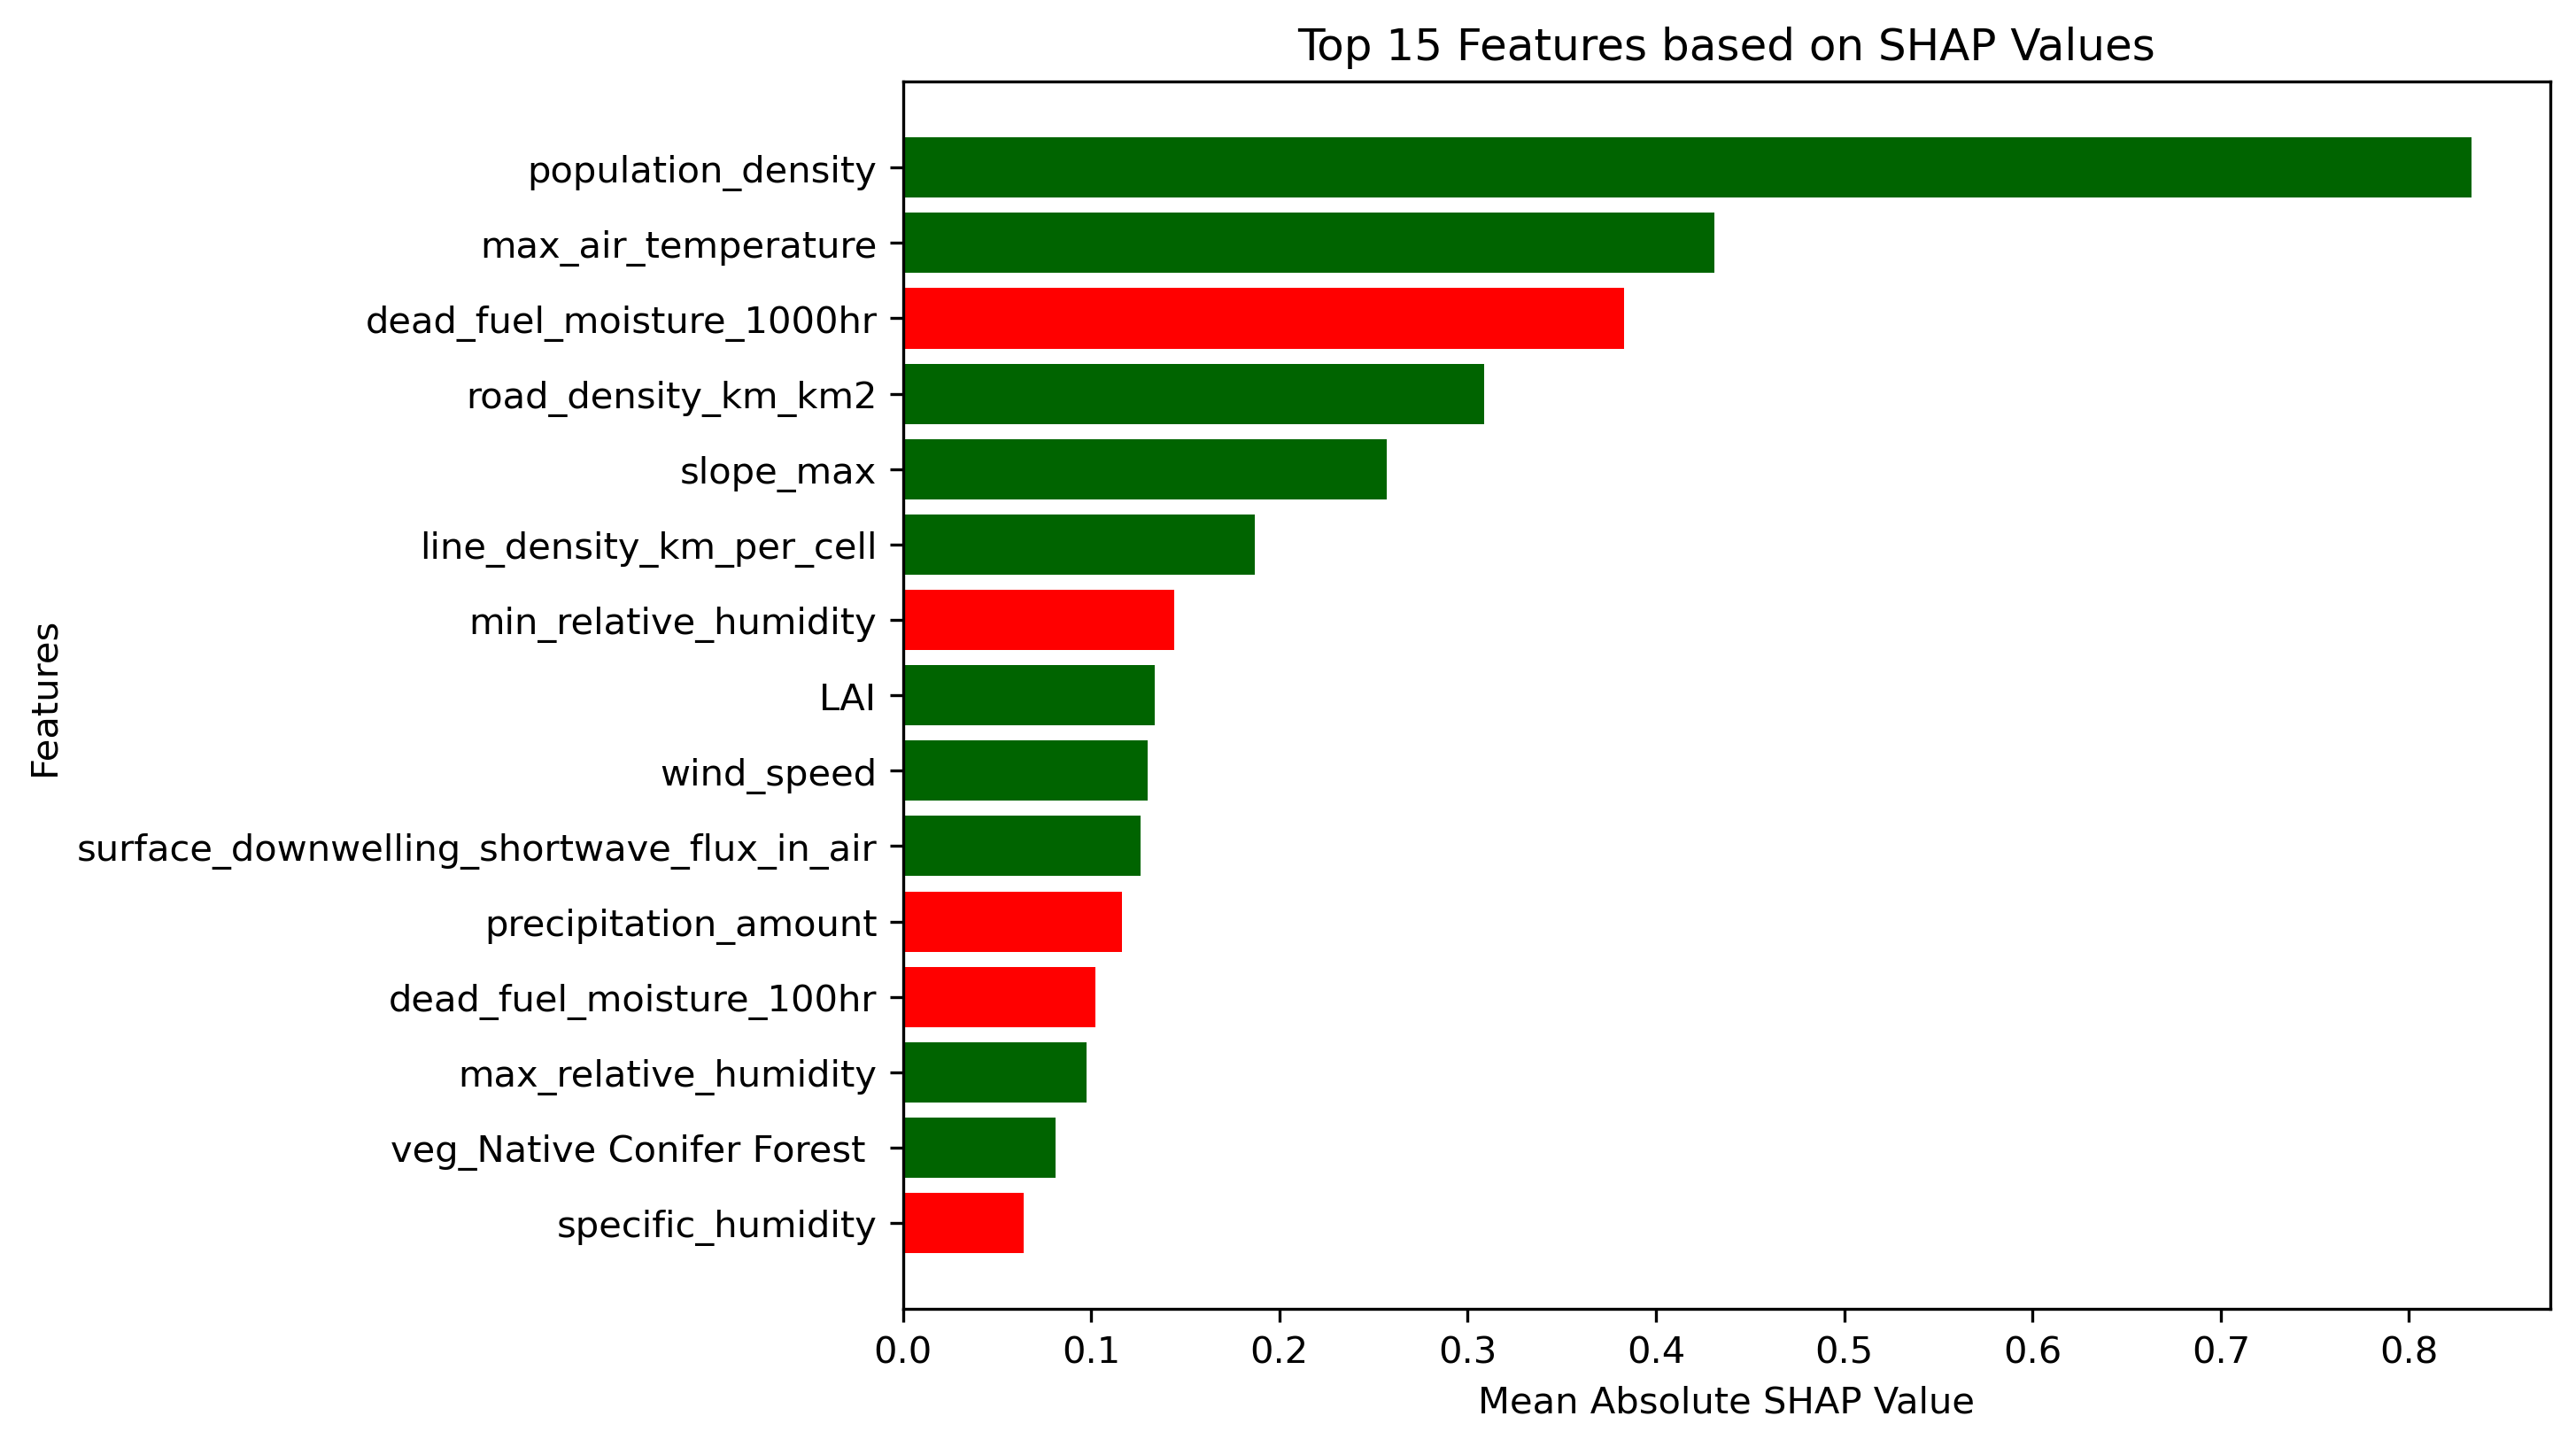 Top 15 Features based on SHAP Values
Features
population_density
max_air_temperature
dead_fuel_moisture_1000hr
road_density_km_km2
slope_max
line_density_km_per_cell
min_relative_humidity
LAI
wind_speed
surface_downwelling_shortwave_flux_in_air
precipitation_amount
dead_fuel_moisture_100hr
max_relative_humidity
veg_Native Conifer Forest
specific_humidity
0.0 0.1 0.2 0.3 0.4 0.5 0.6 0.7 0.8
Mean Absolute SHAP Value